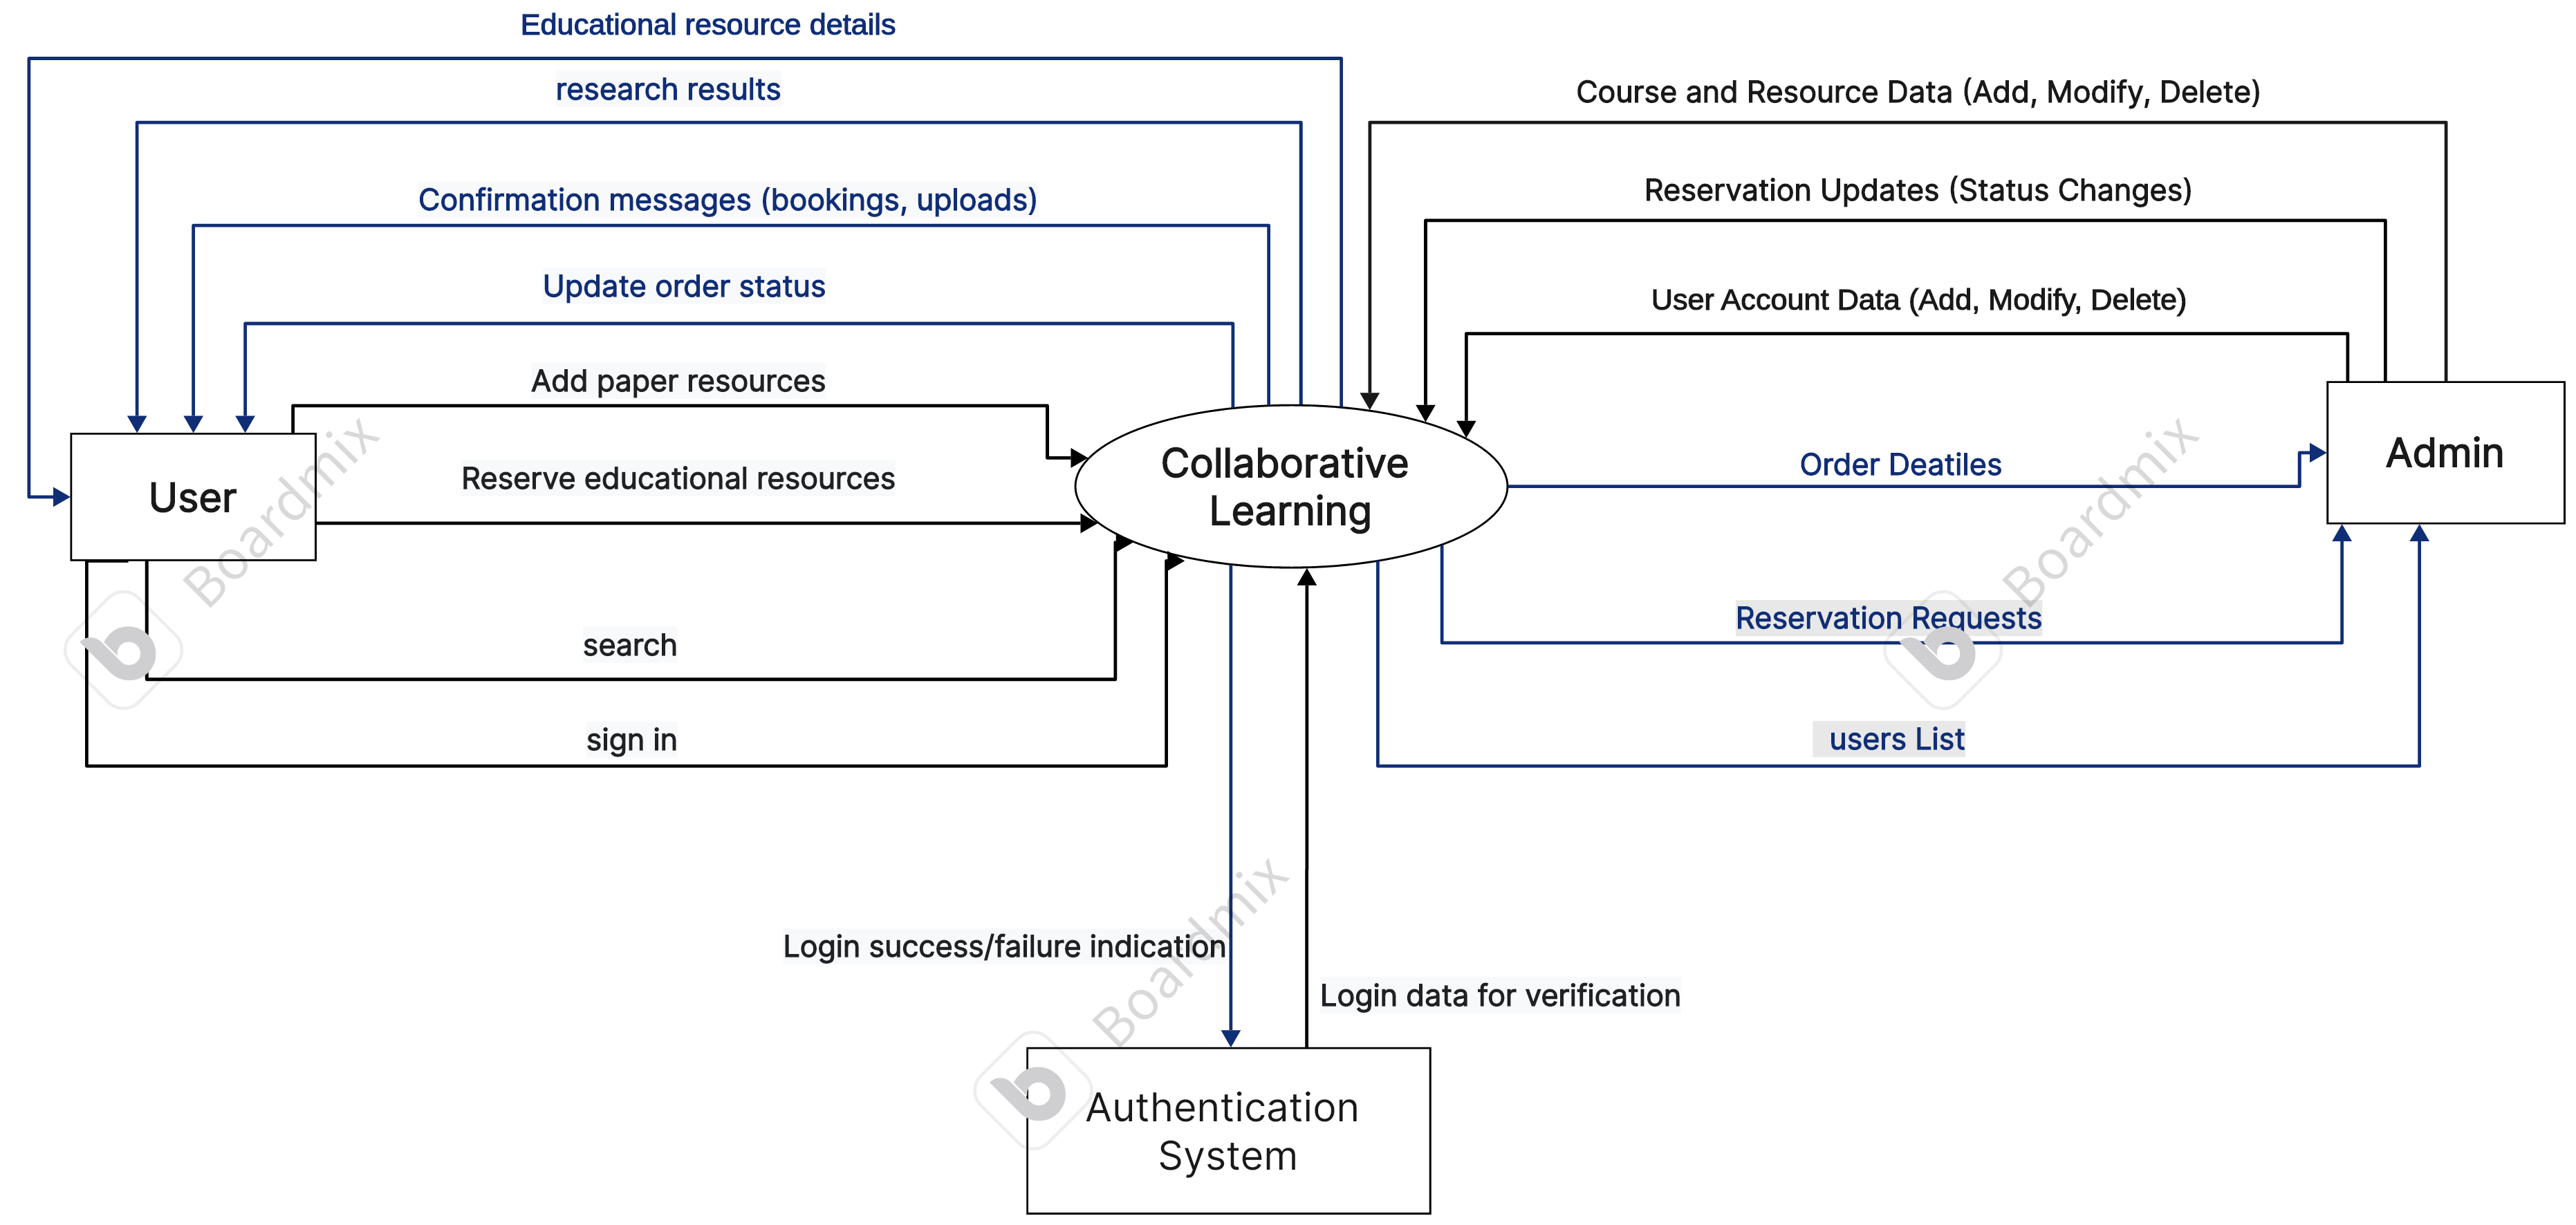 Educational resource details
research results
Course and Resource Data (Add, Modify, Delete)
Confirmation messages (bookings, uploads)
Reservation Updates (Status Changes)
Update order status
User Account Data (Add, Modify, Delete)
Add paper resources
Reserve educational resources
User
Collaborative
Learning
Order Deatiles
Admin
Boardmix
Boardmix
search
Reservation Requests
sign in
users List
Boardmix
Login success/failure indication
Login data for verification
Authentication
System